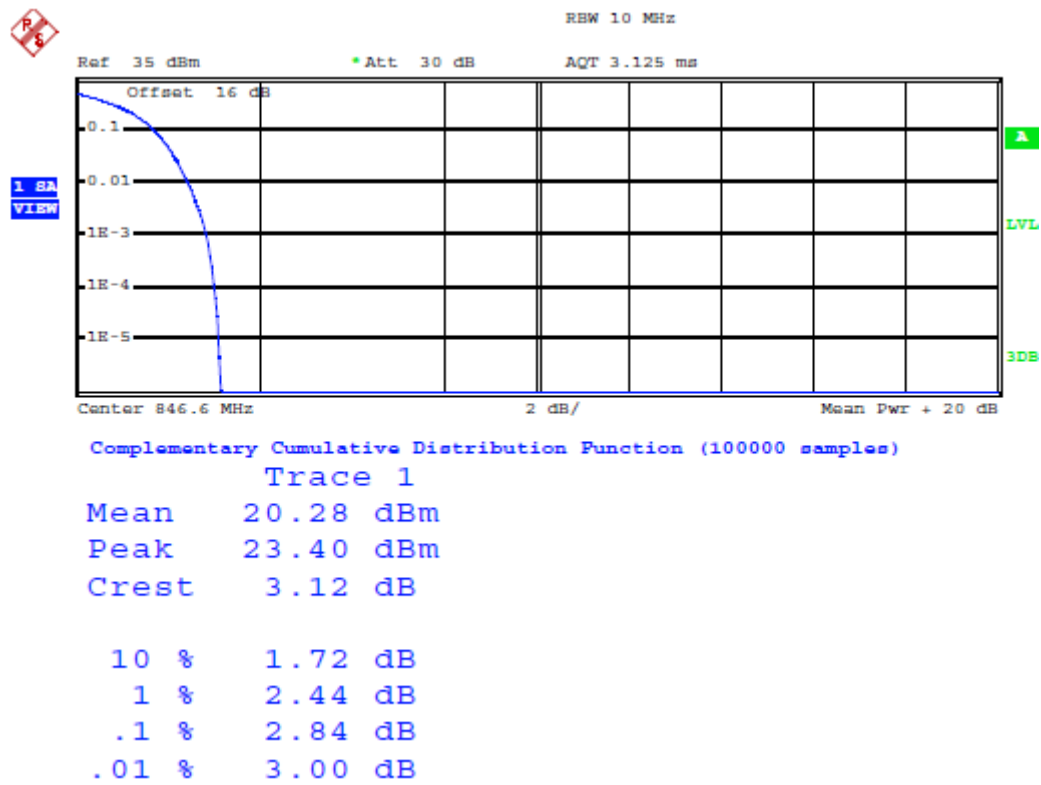 R&S
RBW 10 MHz
Ref 35 dBm *Att 30 dB AQT 3.125 ms
Offset 16 dB
0.1
A
1 SA
VIEW
0.01
LVL
1E-3
1E-4
1E-5
3DB
Center 846.6 MHz 2 dB/ Mean Pwr + 20 dB
Complementary Cumulative Distribution Function (100000 samples)
Trace 1
Mean 20.28 dBm
Peak 23.40 dBm
Crest 3.12 dB
10 % 1.72 dB
1 % 2.44 dB
.1 % 2.84 dB
.01 % 3.00 dB